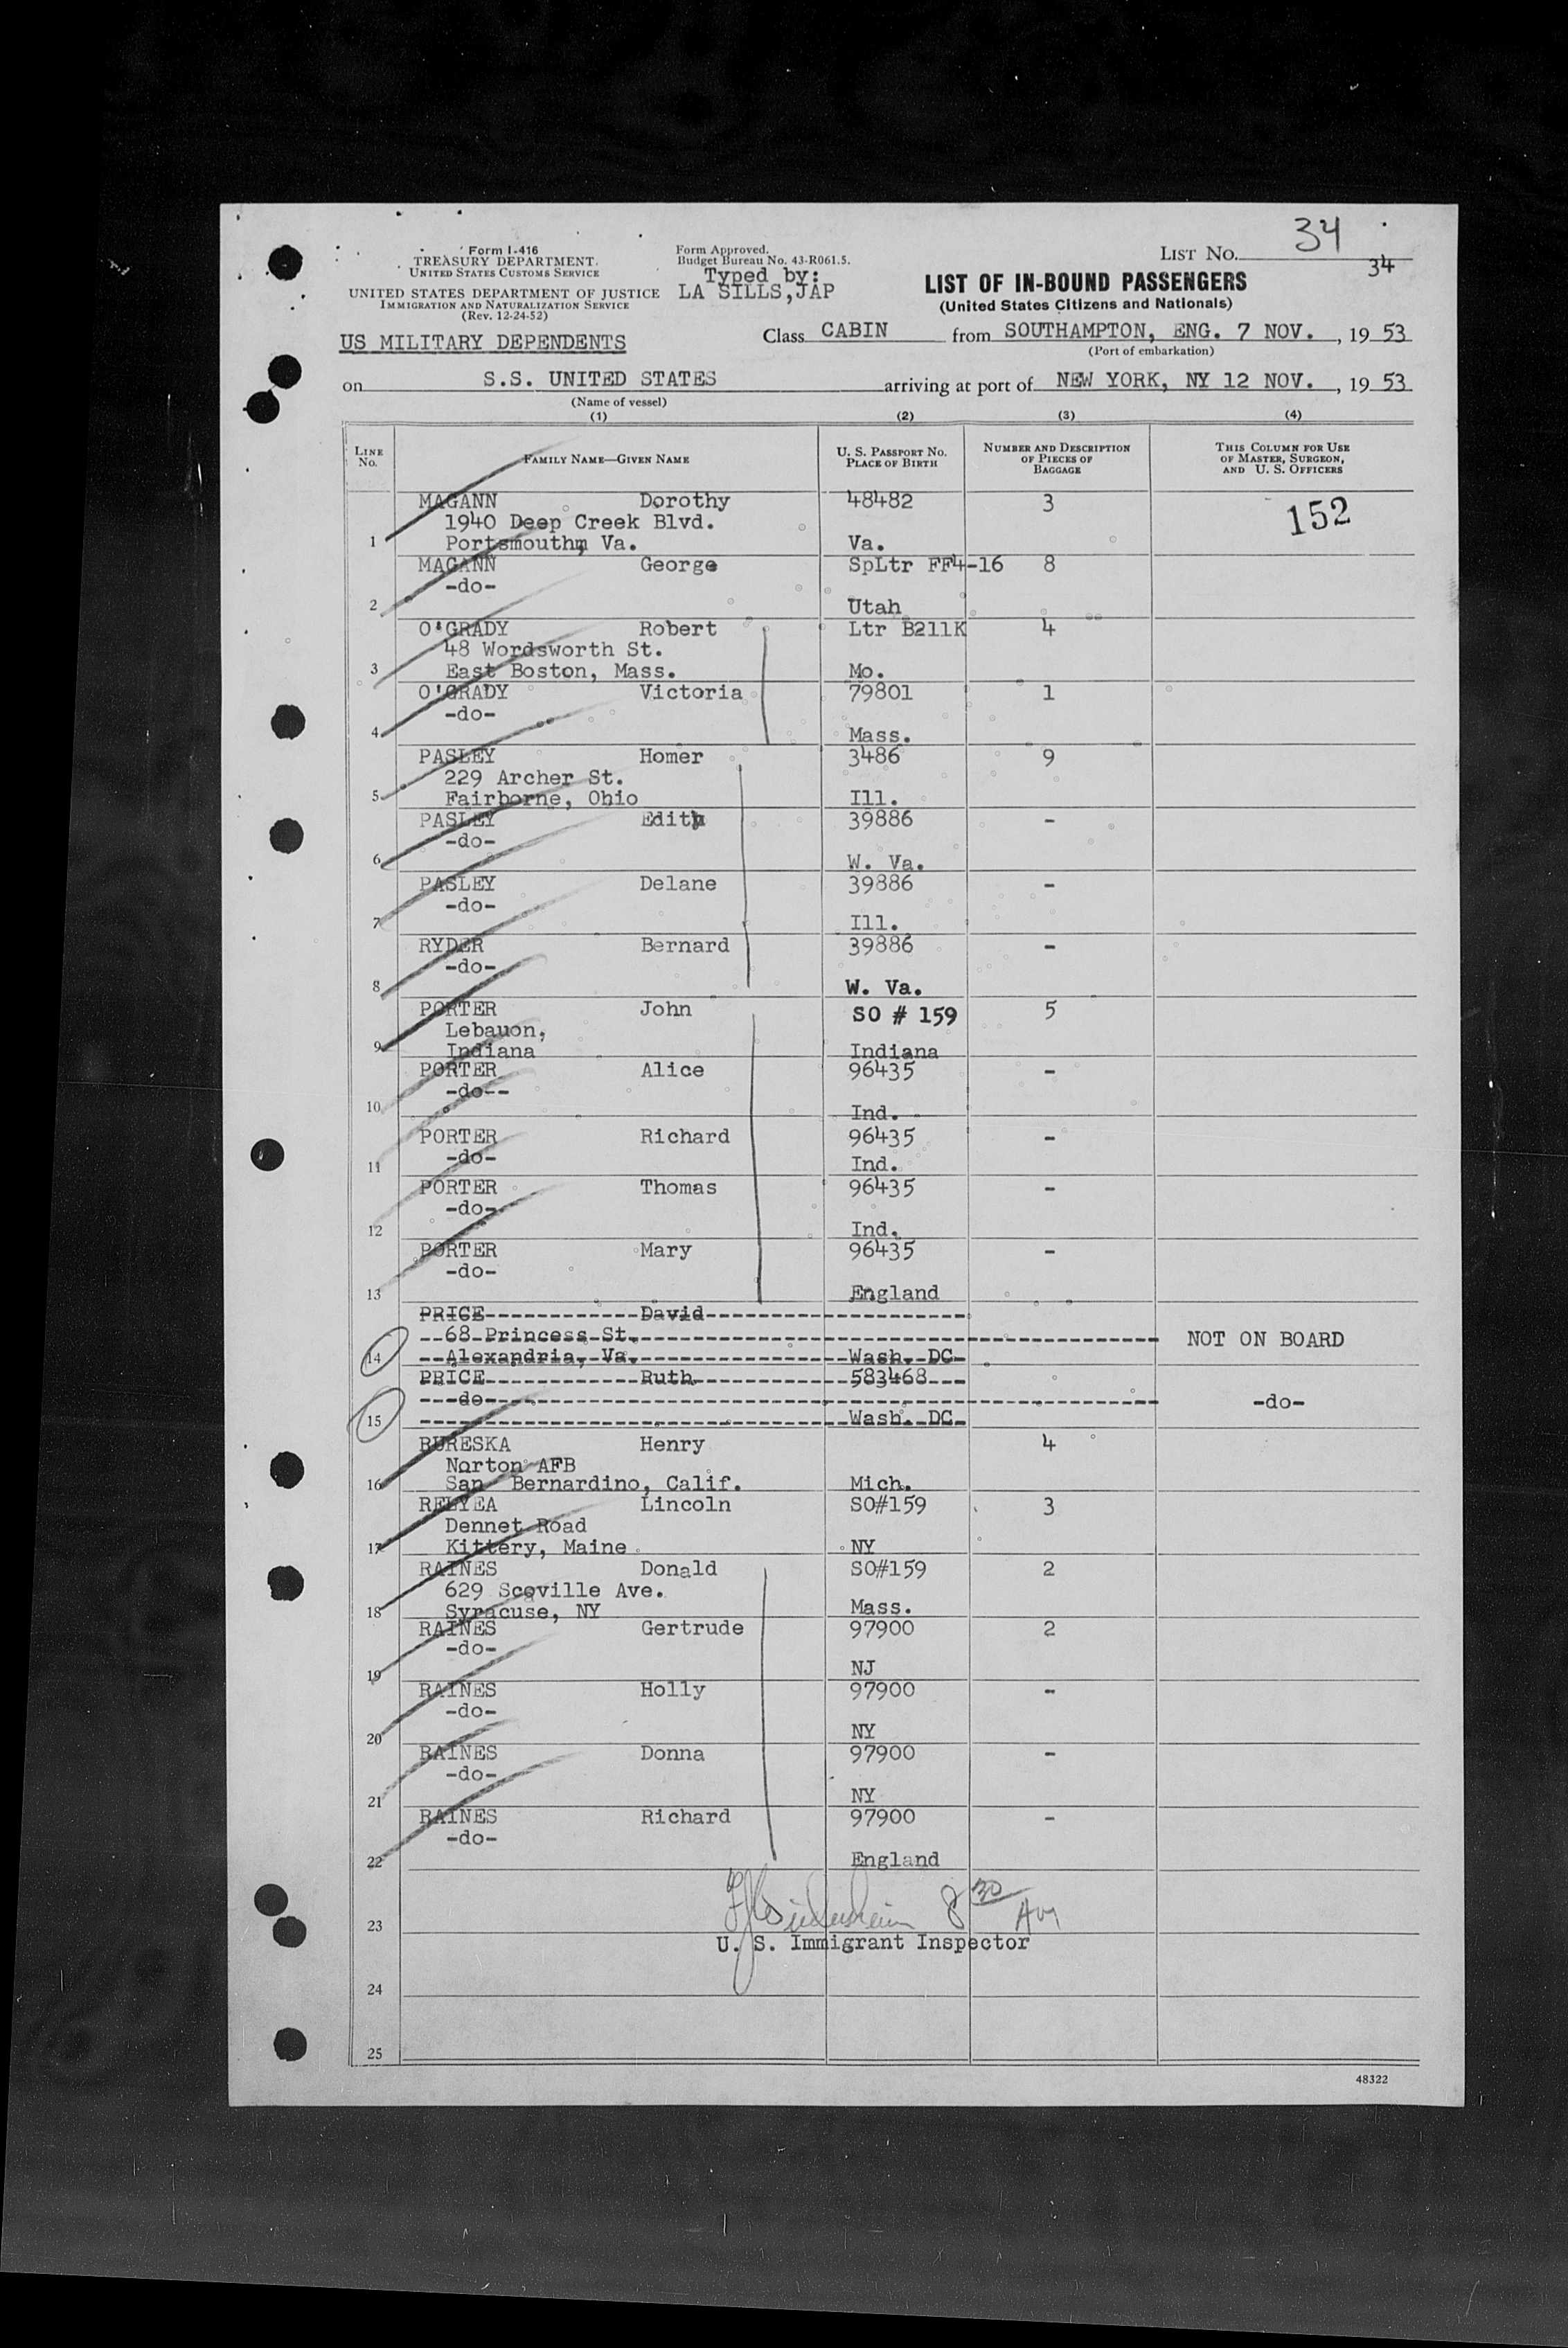 34
Form I-416
TREASURY DEPARTMENT.
UNITED STATES CUSTOMS SERVICE
UNITED STATES DEPARTMENT OF JUSTICE
IMMIGRATION AND NATURALIZATION SERVICE
(Rev. 12-24-52)
Form Approved.
Budget Bureau No. 43-R061.5.
Typed by:
LA SILLS,JAP
LIST No.
34
LIST OF IN-BOUND PASSENGERS
(United States Citizens and Nationals)
US MILITARY DEPENDENTS
Class CABIN from SOUTHAMPTON, ENG. 7 NOV. , 19 53
(Port of embarkation)
on S.S. UNITED STATES arriving at port of NEW YORK, NY 12 NOV. , 19 53
(Name of vessel)
(1) (2) (3) (4)
LINE No. FAMILY NAME—GIVEN NAME U. S. PASSPORT NO. PLACE OF BIRTH NUMBER AND DESCRIPTION OF PIECES OF BAGGAGE THIS COLUMN FOR USE OF MASTER, SURGEON, AND U. S. OFFICERS
MAGANN Dorothy 48482 3 152
1940 Deep Creek Blvd.
1 Portsmouthm Va. Va.
MAGANN George SpLtr FF4-16 8
-do-
2 Utah
O'GRADY Robert Ltr B211K 4
48 Wordsworth St.
3 East Boston, Mass. Mo.
O'GRADY Victoria 79801 1
-do-
4 Mass.
PASLEY Homer 3486 9
229 Archer St.
5 Fairborne, Ohio Ill.
PASLEY Edith 39886 -
-do-
6 W. Va.
PASLEY Delane 39886 -
-do-
7 Ill.
RYDER Bernard 39886 -
-do-
8 W. Va.
PORTER John SO # 159 5
Lebauon,
9 Indiana Indiana
PORTER Alice 96435 -
-do--
10 Ind.
PORTER Richard 96435 -
-do-
11 Ind.
PORTER Thomas 96435 -
-do-
12 Ind.
PORTER Mary 96435 -
-do-
13 England
PRICE David
68 Princess St. NOT ON BOARD
14 Alexandria, Va. Wash. DC
PRICE Ruth 583468
-do- -do-
15 Wash. DC
BURESKA Henry 4
Norton AFB
16 San Bernardino, Calif. Mich.
RELYEA Lincoln SO#159 3
Dennet Road
17 Kittery, Maine NY
RAINES Donald SO#159 2
629 Scoville Ave.
18 Syracuse, NY Mass.
RAINES Gertrude 97900 2
-do-
19 NJ
RAINES Holly 97900 -
-do-
20 NY
RAINES Donna 97900 -
-do-
21 NY
RAINES Richard 97900 -
-do-
22 England
8 30 AM
23
U. S. Immigrant Inspector
24
25
48322